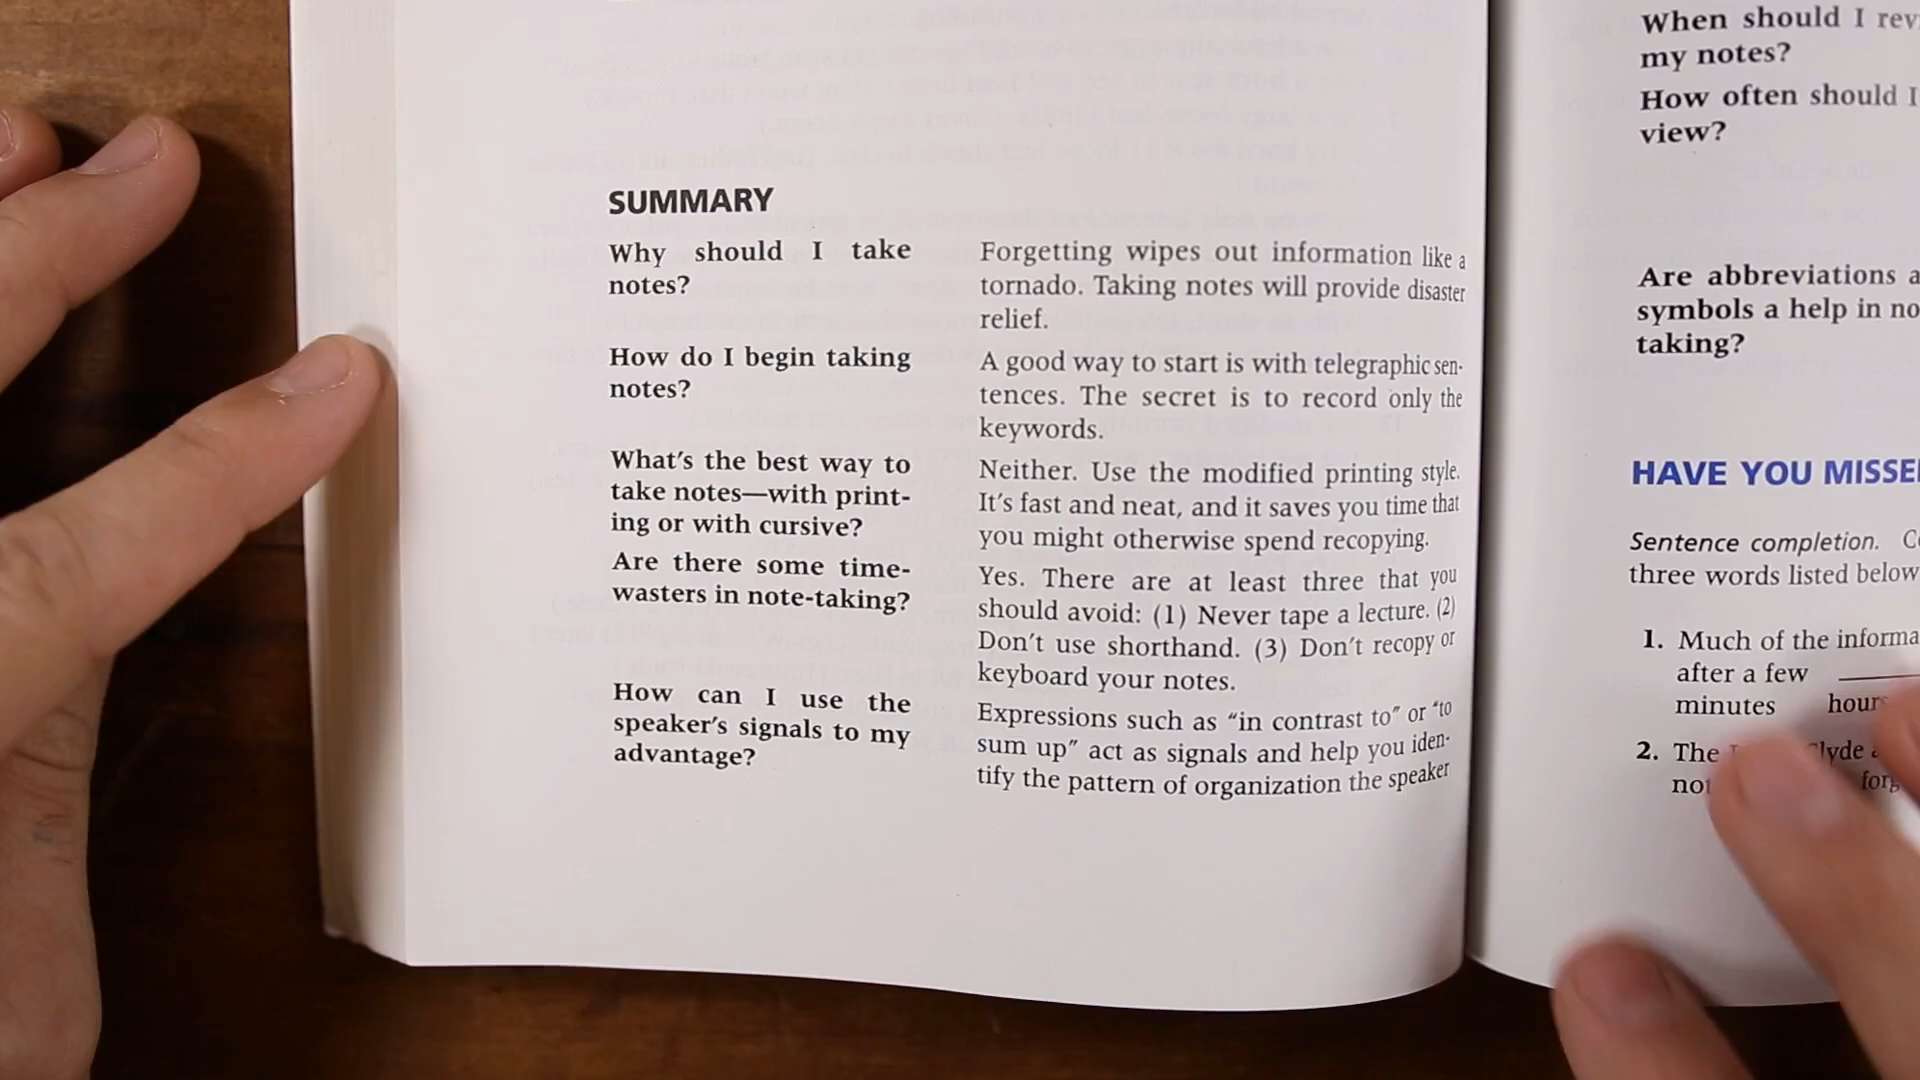 SUMMARY
Why should I take
notes?
Forgetting wipes out information like a
tornado. Taking notes will provide disaster
relief.
How do I begin taking
notes?
A good way to start is with telegraphic sen-
tences. The secret is to record only the
keywords.
What's the best way to
take notes—with print-
ing or with cursive?
Neither. Use the modified printing style.
It's fast and neat, and it saves you time that
you might otherwise spend recopying.
Are there some time-
wasters in note-taking?
Yes. There are at least three that you
should avoid: (1) Never tape a lecture. (2)
Don't use shorthand. (3) Don't recopy or
keyboard your notes.
How can I use the
speaker's signals to my
advantage?
Expressions such as “in contrast to” or “to
sum up” act as signals and help you iden-
tify the pattern of organization the speaker
When should I rev
my notes?
How often should I
view?
Are abbreviations a
symbols a help in no
taking?
HAVE YOU MISSE
Sentence completion.
three words listed below
1. Much of the informa
after a few
minutes hours
2. The